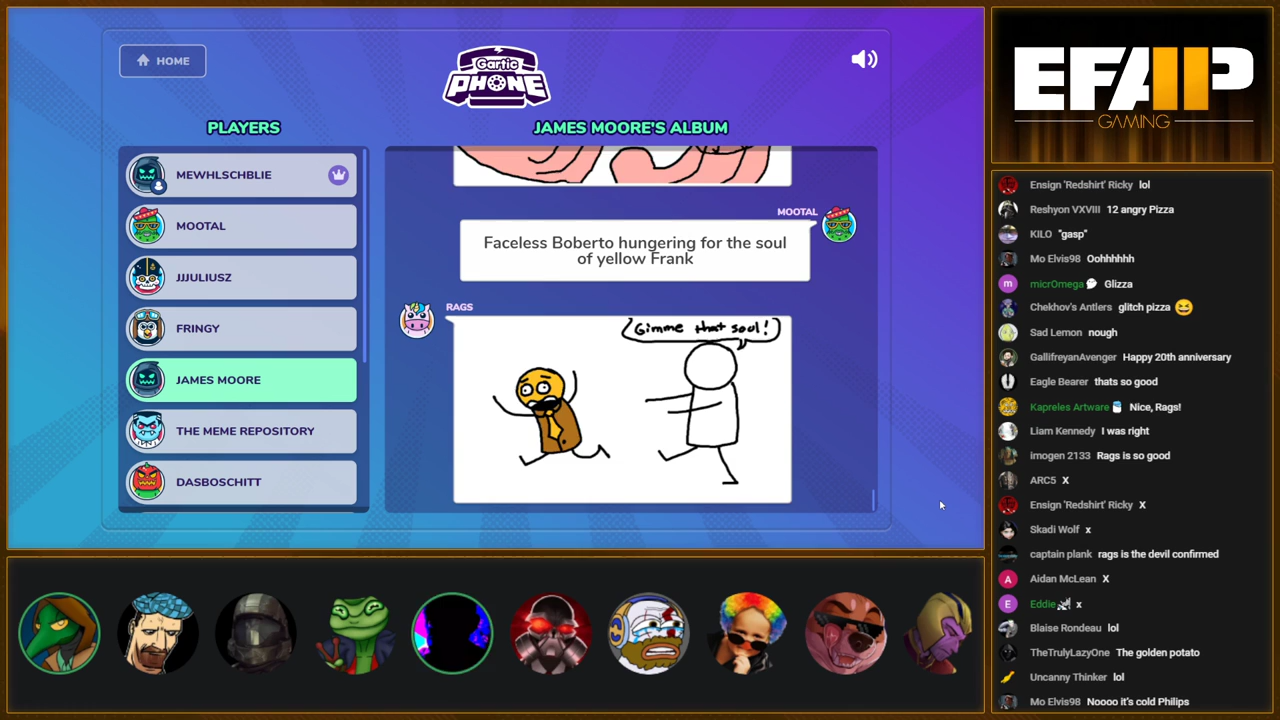 HOME
Gartic
PHONE
PLAYERS
JAMES MOORE'S ALBUM
MEWHLSCHBLIE
MOOTAL
JJJULIUSZ
FRINGY
JAMES MOORE
THE MEME REPOSITORY
DASBOSCHITT
MOOTAL
Faceless Boberto hungering for the soul
of yellow Frank
RAGS
Gimme that soul!
EFAP
GAMING
Ensign 'Redshirt' Ricky lol
Reshyon VXVIII 12 angry Pizza
KILO "gasp"
Mo Elvis98 Oohhhhhh
micrOmega Glizza
Chekhov's Antlers glitch pizza
Sad Lemon nough
GallifreyanAvenger Happy 20th anniversary
Eagle Bearer thats so good
Kapreles Artware Nice, Rags!
Liam Kennedy I was right
imogen 2133 Rags is so good
ARC5 X
Ensign 'Redshirt' Ricky X
Skadi Wolf x
captain plank rags is the devil confirmed
A Aidan McLean X
E Eddie x
Blaise Rondeau lol
TheTrulyLazyOne The golden potato
Uncanny Thinker lol
Mo Elvis98 Noooo it's cold Philips